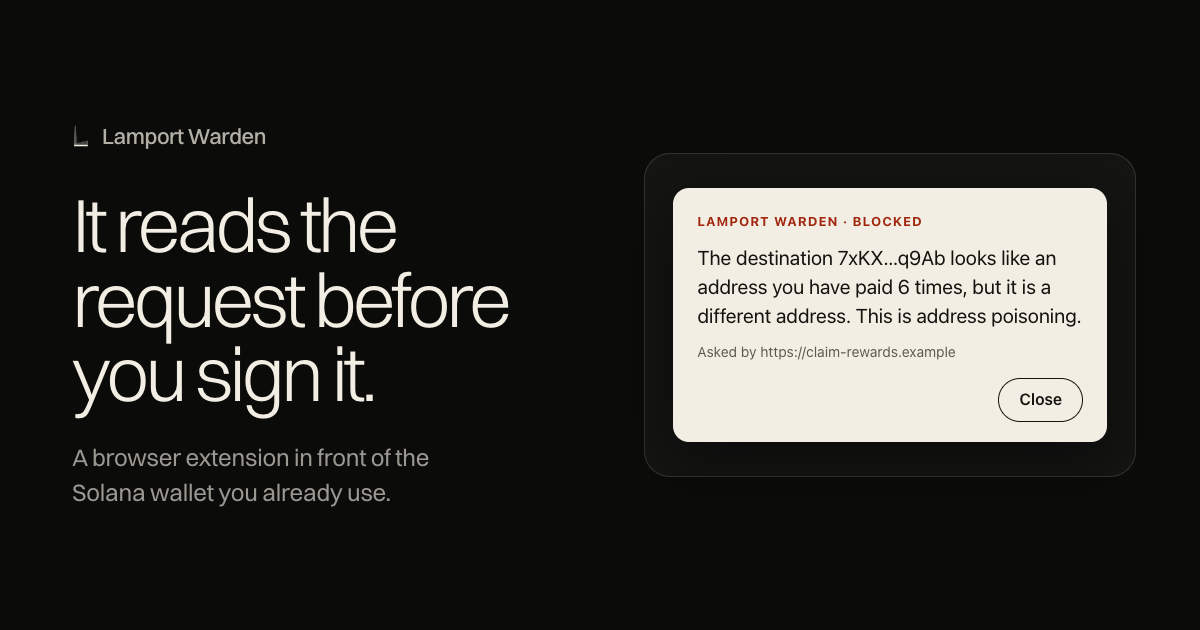 Lamport Warden
It reads the
request before
you sign it.
A browser extension in front of the
Solana wallet you already use.
LAMPORT WARDEN · BLOCKED
The destination 7xKX...q9Ab looks like an
address you have paid 6 times, but it is a
different address. This is address poisoning.
Asked by https://claim-rewards.example
Close